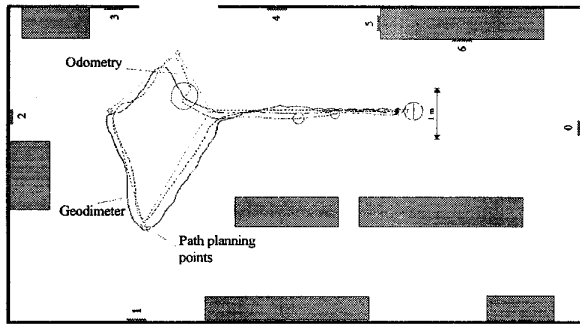 3
4
5
6
Odometry
2
1 m
0
Geodimeter
Path planning
points
1